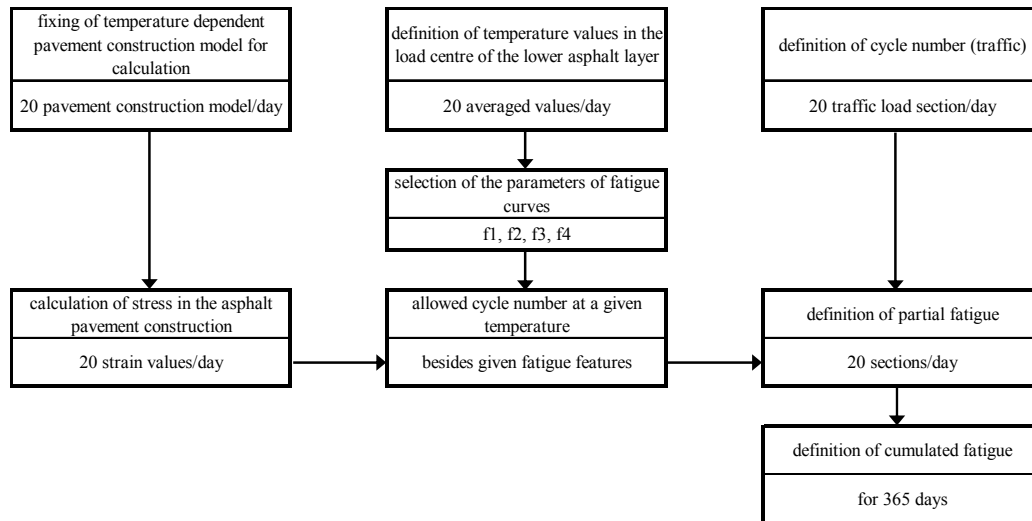 fixing of temperature dependent
pavement construction model for
calculation
20 pavement construction model/day
definition of temperature values in the
load centre of the lower asphalt layer
20 averaged values/day
definition of cycle number (traffic)
20 traffic load section/day
selection of the parameters of fatigue
curves
f1, f2, f3, f4
calculation of stress in the asphalt
pavement construction
20 strain values/day
allowed cycle number at a given
temperature
besides given fatigue features
definition of partial fatigue
20 sections/day
definition of cumulated fatigue
for 365 days